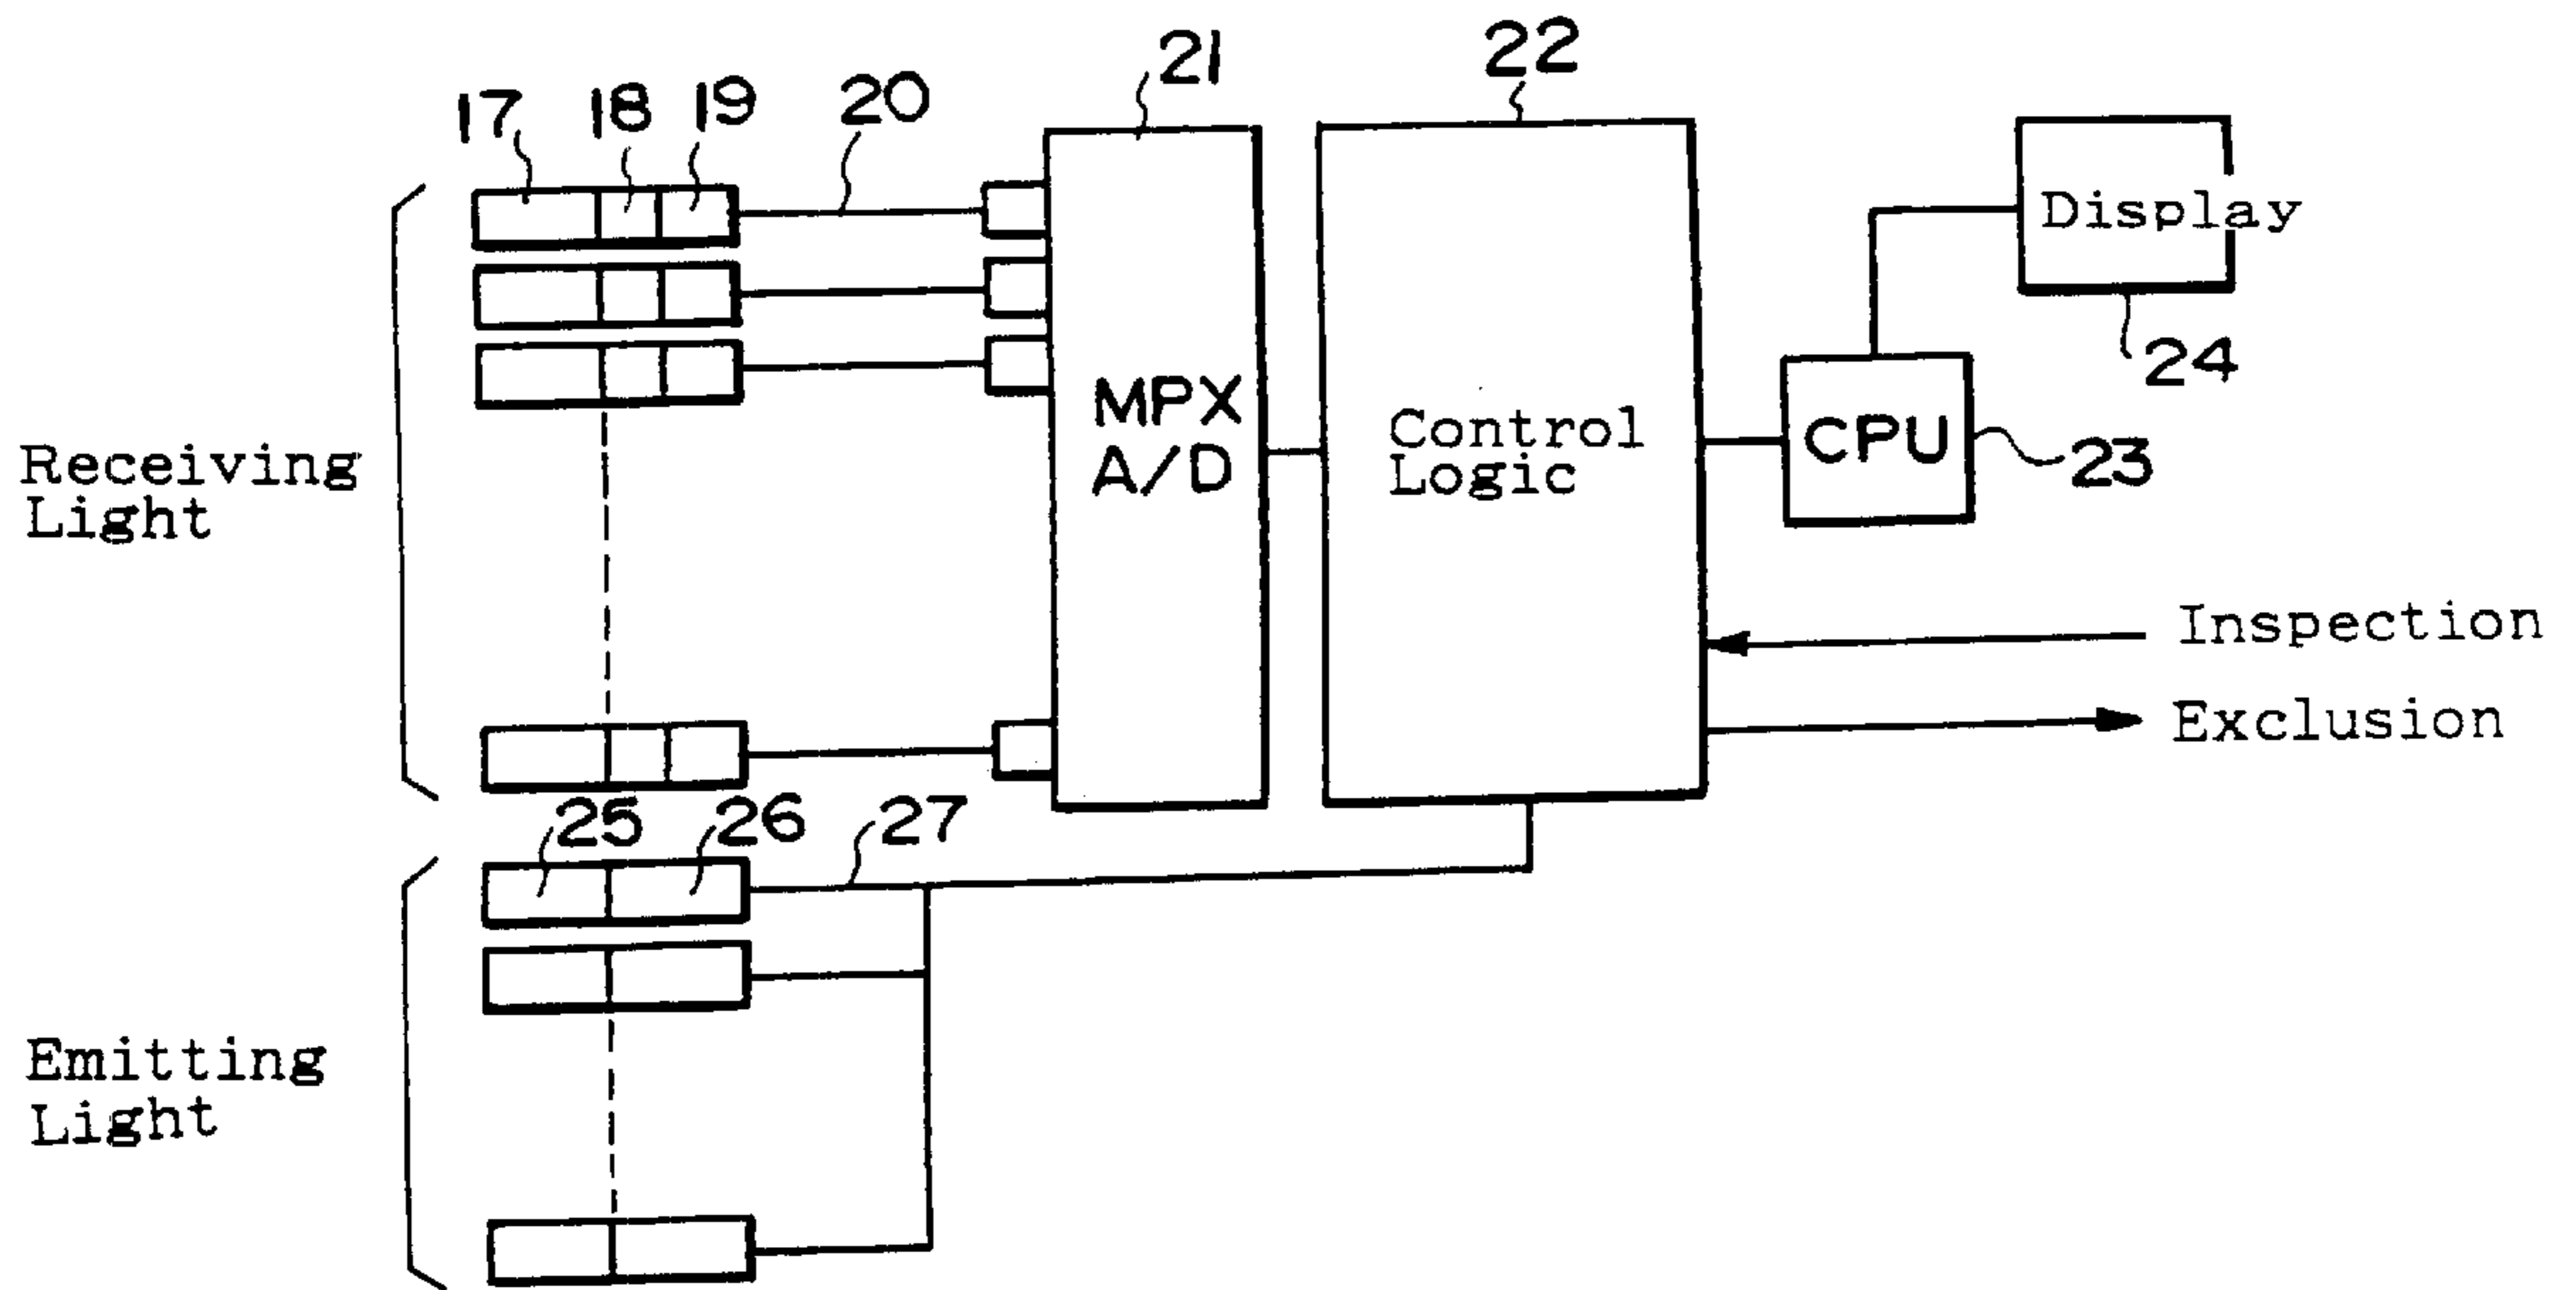 17
18
19
20
21
22
Receiving
Light
MPX
A/D
Control
Logic
CPU
23
Display
24
Inspection
Exclusion
25
26
27
Emitting
Light